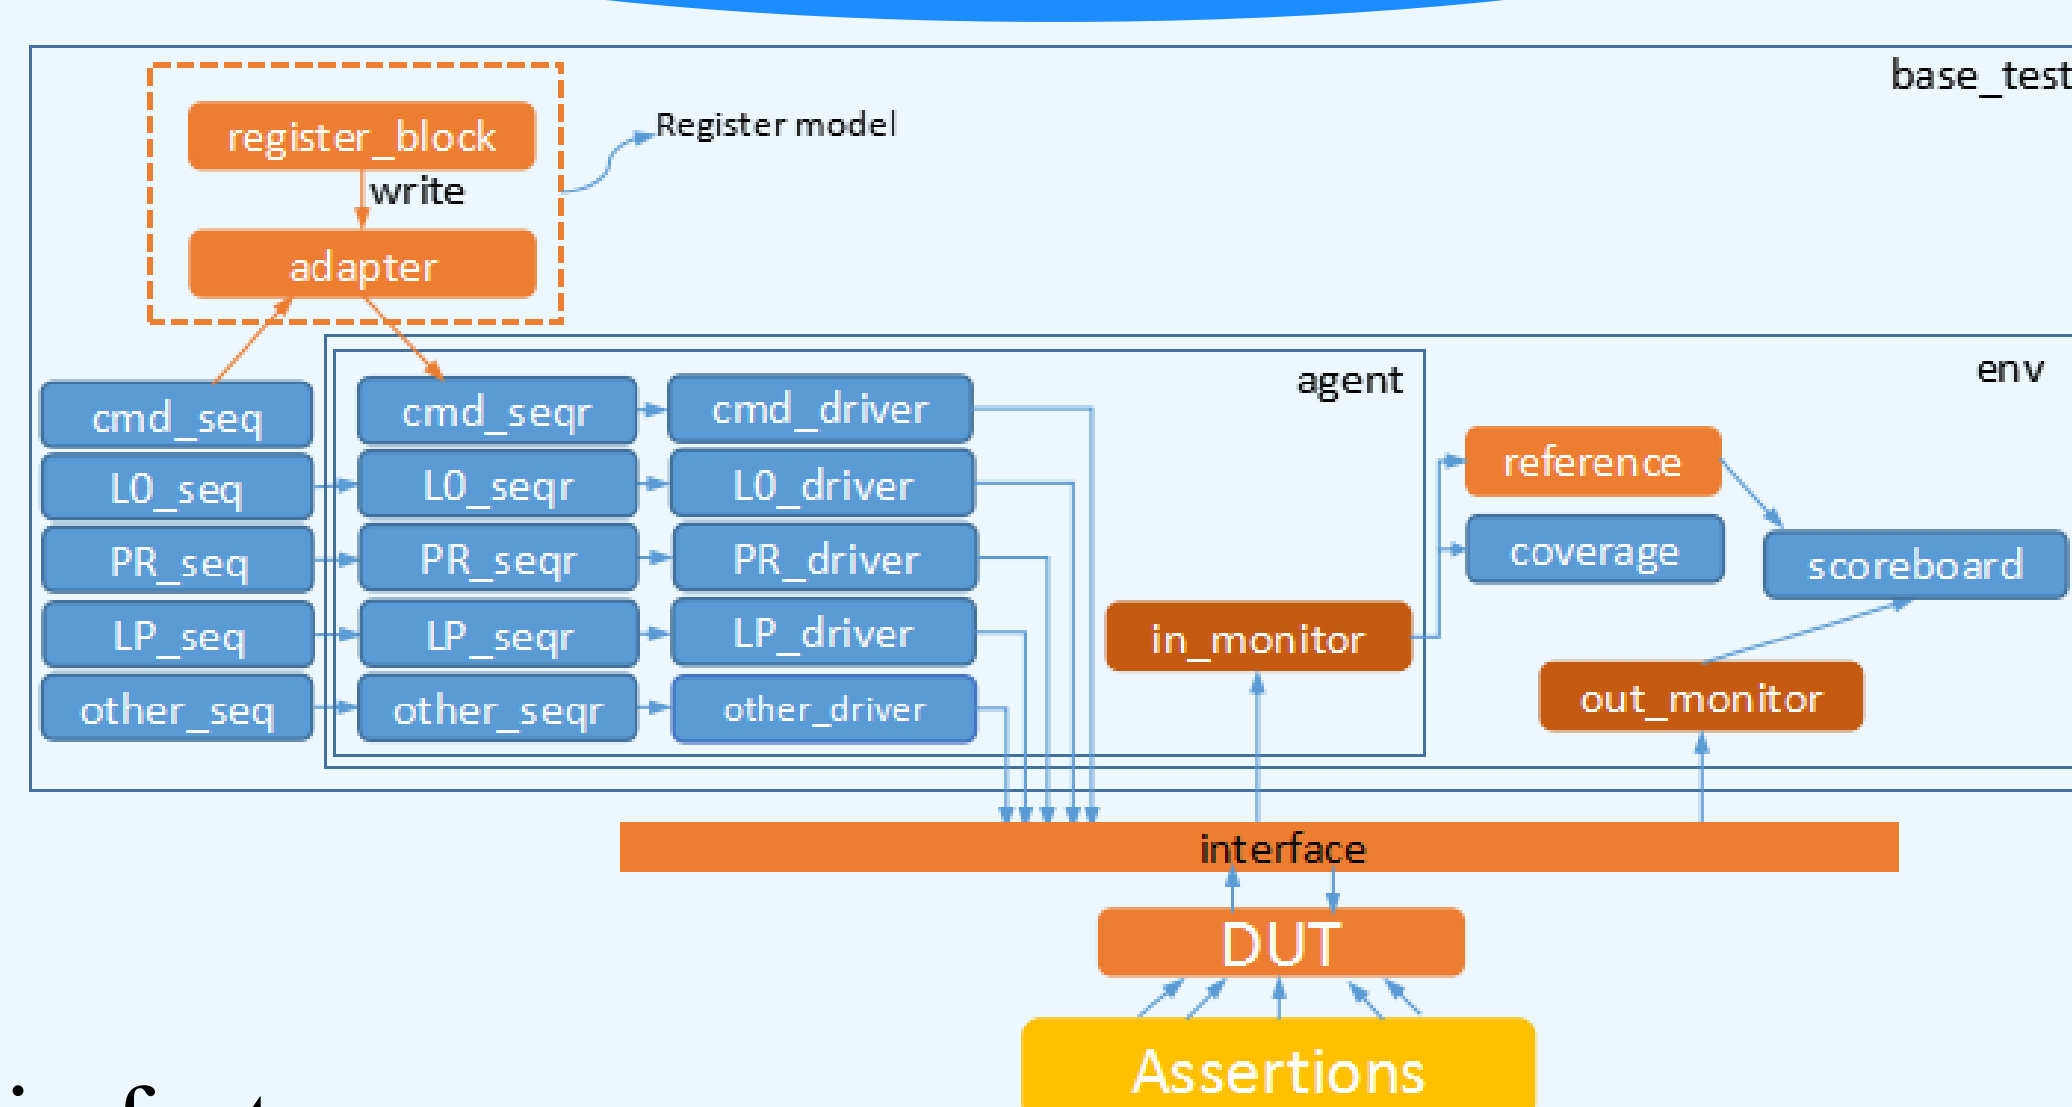 base_test
register_block
Register model
write
adapter
env
agent
cmd_seq
cmd_seqr
cmd_driver
L0_seq
L0_seqr
L0_driver
PR_seq
PR_seqr
PR_driver
LP_seq
LP_seqr
LP_driver
other_seq
other_seqr
other_driver
in_monitor
reference
coverage
scoreboard
out_monitor
interface
DUT
Assertions